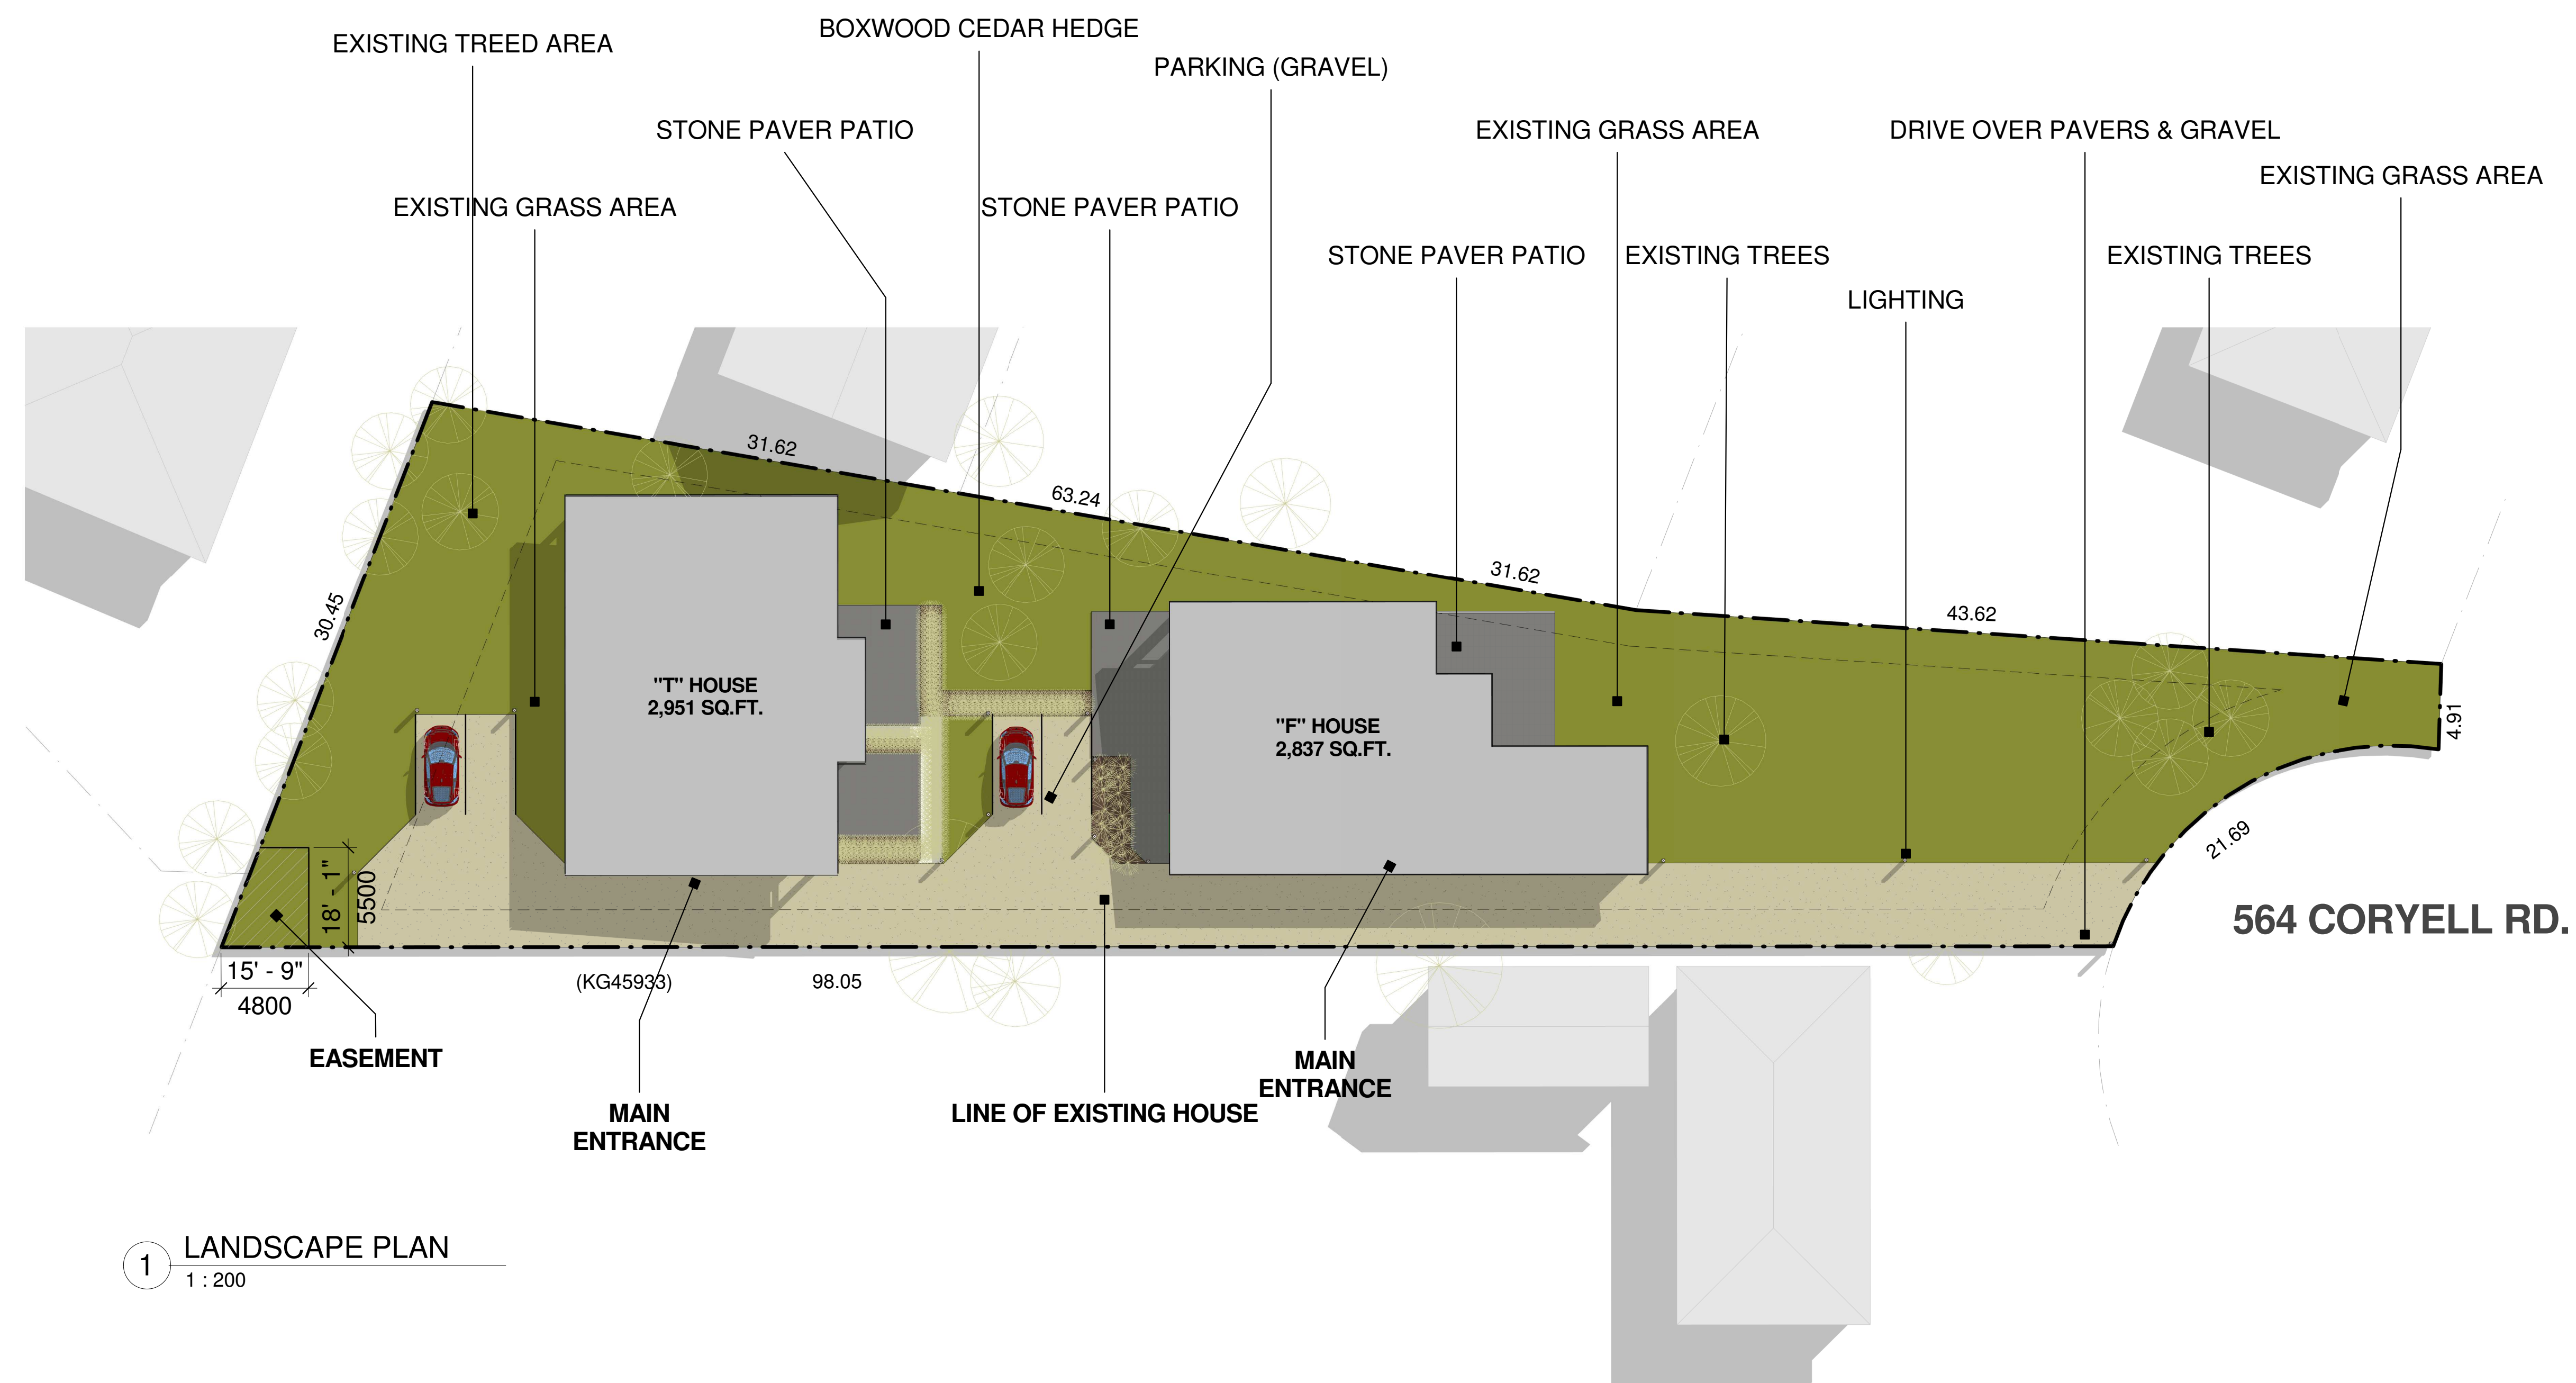 BOXWOOD CEDAR HEDGE
EXISTING TREED AREA
PARKING (GRAVEL)
STONE PAVER PATIO
EXISTING GRASS AREA
DRIVE OVER PAVERS & GRAVEL
EXISTING GRASS AREA
EXISTING GRASS AREA
STONE PAVER PATIO
STONE PAVER PATIO
EXISTING TREES
EXISTING TREES
LIGHTING
31.62
63.24
31.62
43.62
30.45
4.91
21.69
"T" HOUSE
2,951 SQ.FT.
"F" HOUSE
2,837 SQ.FT.
18' - 1"
5500
564 CORYELL RD.
15' - 9"
4800
(KG45933)
98.05
EASEMENT
MAIN
ENTRANCE
LINE OF EXISTING HOUSE
MAIN
ENTRANCE
1
LANDSCAPE PLAN
1 : 200